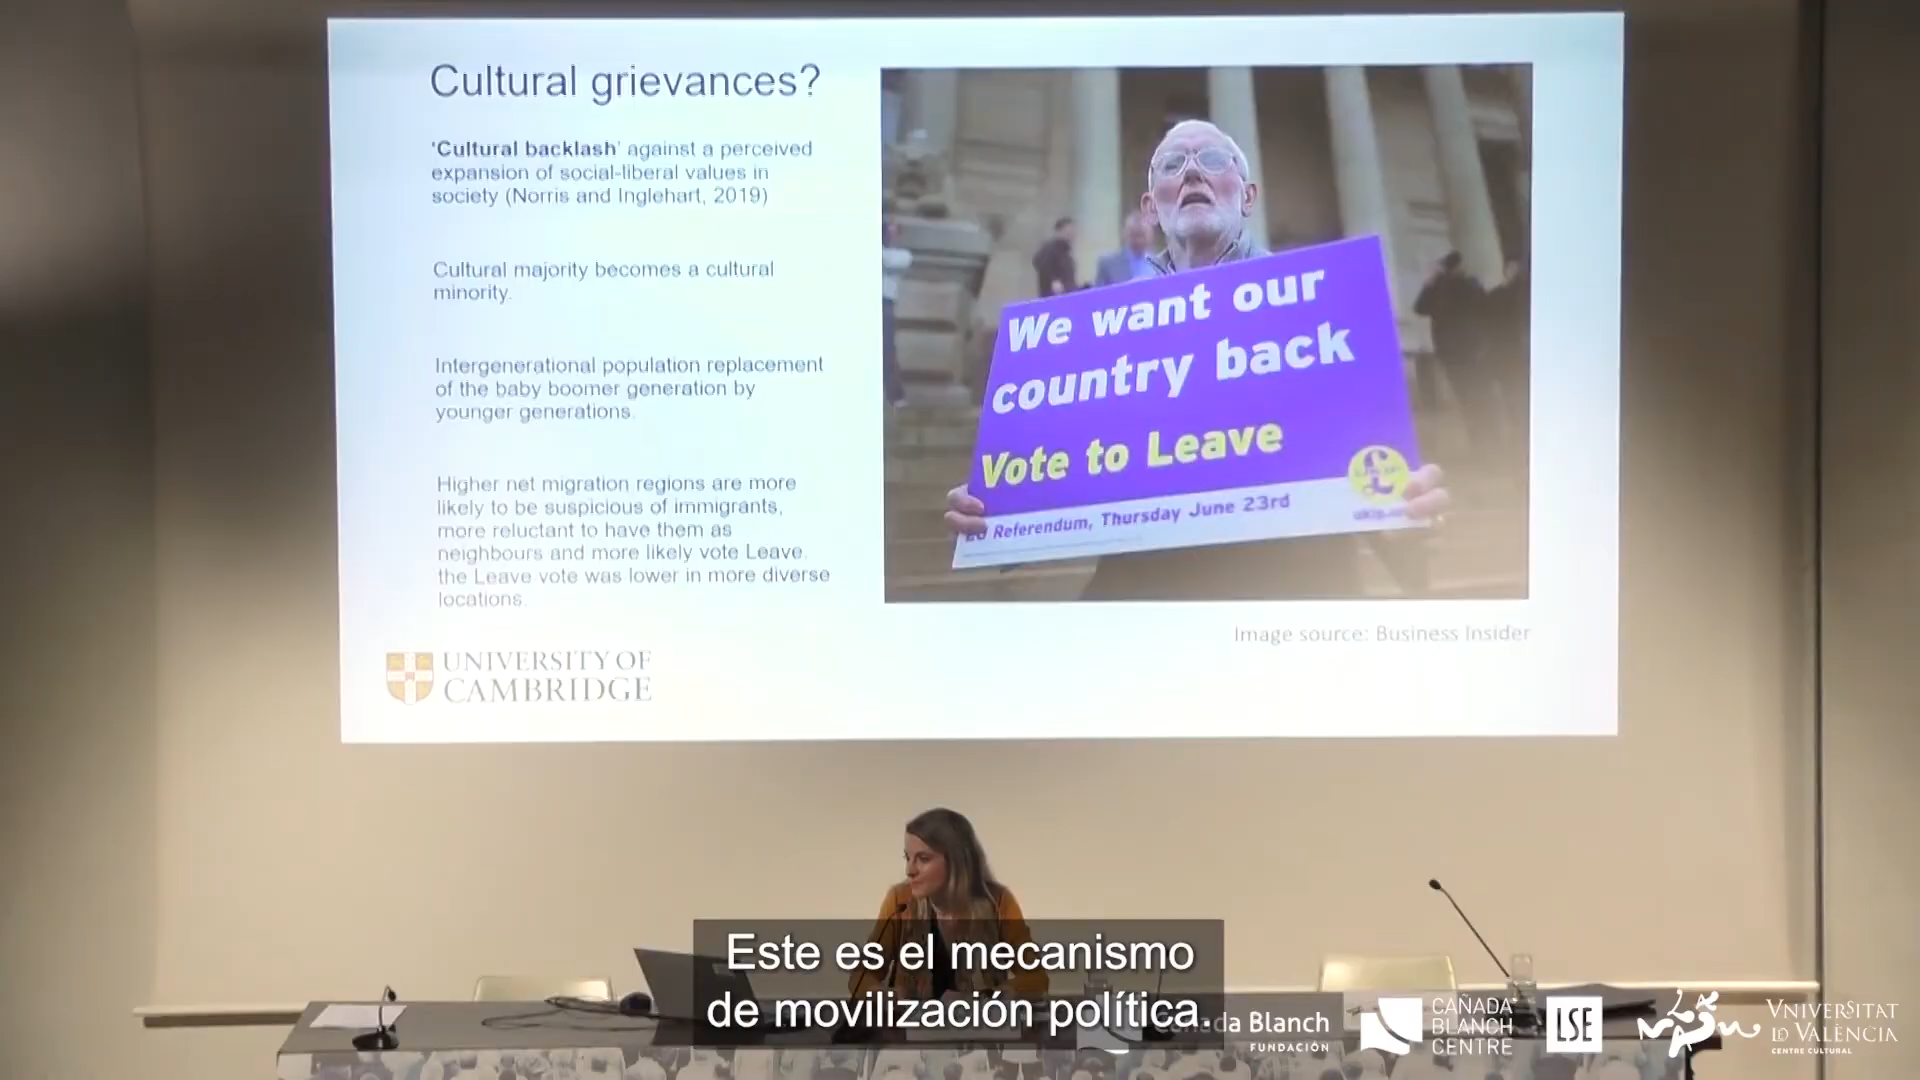 Cultural grievances?
'Cultural backlash' against a perceived
expansion of social-liberal values in
society (Norris and Inglehart, 2019)
Cultural majority becomes a cultural
minority.
Intergenerational population replacement
of the baby boomer generation by
younger generations.
Higher net migration regions are more
likely to be suspicious of immigrants,
more reluctant to have them as
neighbours and more likely vote Leave.
the Leave vote was lower in more diverse
locations.
UNIVERSITY OF
CAMBRIDGE
We want our
country back
Vote to Leave
EU Referendum, Thursday June 23rd
£
Image source: Business Insider
Este es el mecanismo
de movilización política.
Blanch
FUNDACIÓN
CAÑADA
BLANCH
CENTRE
LSE
VNIVERSITAT
ID VALÈNCIA
CENTRE CULTURAL